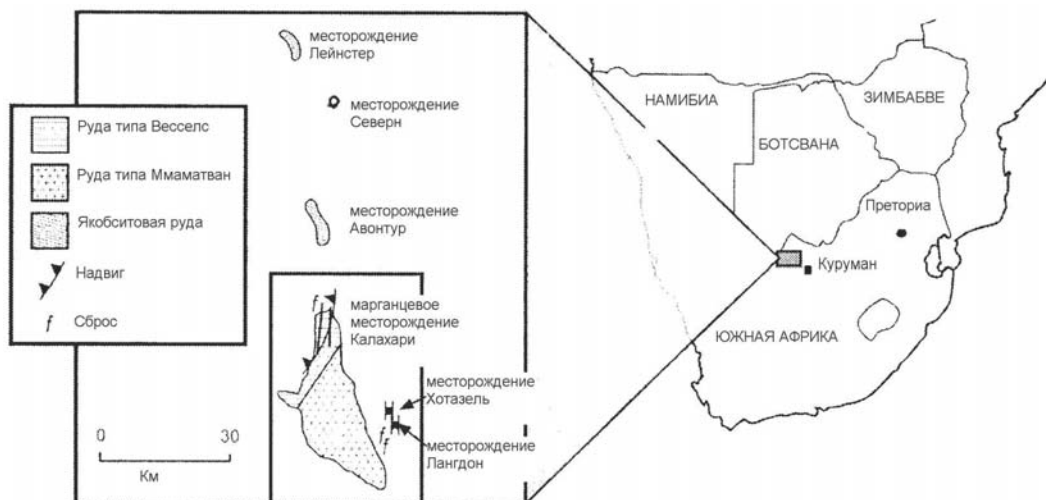 месторождение
Лейнстер
месторождение
Северн
месторождение
Авонтур
марганцевое
месторождение
Калахари
месторождение
Хотазель
месторождение
Лангдон
Руда типа Весселс
Руда типа Ммаматван
Якобситовая руда
Надвиг
f Сброс
f
f
f
0 30
Км
НАМИБИА
ЗИМБАБВЕ
БОТСВАНА
Преториа
Куруман
ЮЖНАЯ АФРИКА